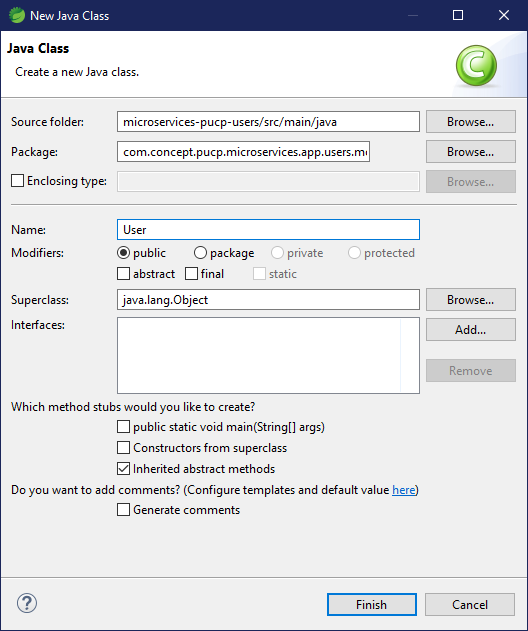 New Java Class
Java Class
Create a new Java class.
C
Source folder: microservices-pucp-users/src/main/java Browse...
Package: com.concept.pucp.microservices.app.users.m Browse...
Enclosing type: Browse...
Name: User
Modifiers: public package private protected
abstract final static
Superclass: java.lang.Object Browse...
Interfaces: Add...
Remove
Which method stubs would you like to create?
public static void main(String[] args)
Constructors from superclass
Inherited abstract methods
Do you want to add comments? (Configure templates and default value here)
Generate comments
? Finish Cancel